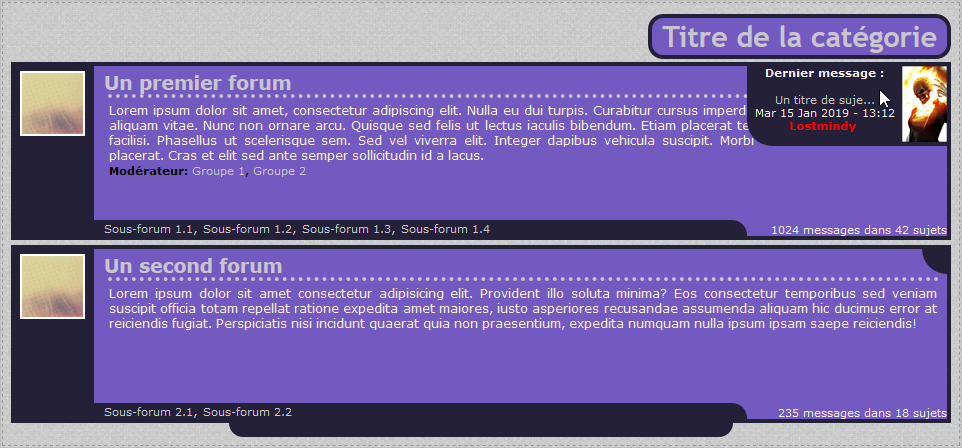 Titre de la catégorie
Un premier forum
Dernier message :
Un titre de suje...
Mar 15 Jan 2019 - 13:12
Lostmindy
Lorem ipsum dolor sit amet, consectetur adipiscing elit. Nulla eu dui turpis. Curabitur cursus imperd
aliquam vitae. Nunc non ornare arcu. Quisque sed felis ut lectus iaculis bibendum. Etiam placerat te
facilisi. Phasellus ut scelerisque sem. Sed vel viverra elit. Integer dapibus vehicula suscipit. Morbi
placerat. Cras et elit sed ante semper sollicitudin id a lacus.
Modérateur: Groupe 1, Groupe 2
Sous-forum 1.1, Sous-forum 1.2, Sous-forum 1.3, Sous-forum 1.4
1024 messages dans 42 sujets
Un second forum
Lorem ipsum dolor sit amet consectetur adipisicing elit. Provident illo soluta minima? Eos consectetur temporibus sed veniam
suscipit officia totam repellat ratione expedita amet maiores, iusto asperiores recusandae assumenda aliquam hic ducimus error at
reiciendis fugiat. Perspiciatis nisi incidunt quaerat quia non praesentium, expedita numquam nulla ipsum ipsam saepe reiciendis!
Sous-forum 2.1, Sous-forum 2.2
235 messages dans 18 sujets